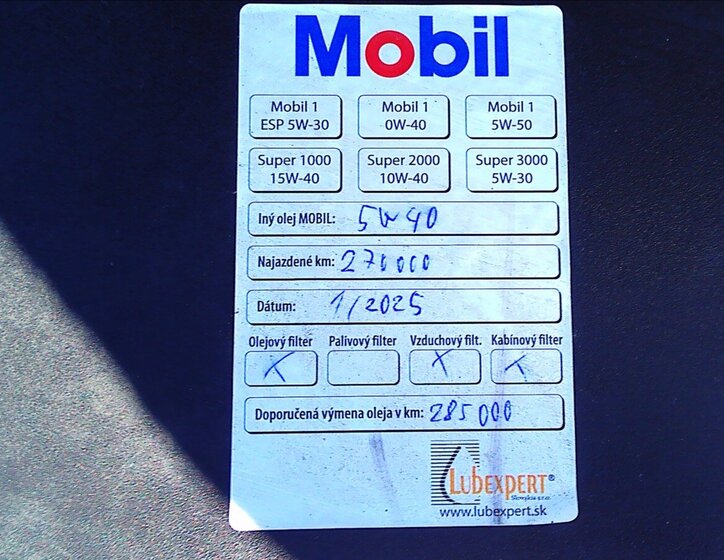 Mobil
Mobil 1 Mobil 1 Mobil 1
ESP 5W-30 0W-40 5W-50
Super 1000 Super 2000 Super 3000
15W-40 10W-40 5W-30
Iný olej MOBIL: 5W40
Najazdené km: 270000
Dátum: 1/2025
Olejový filter Palivový filter Vzduchový filt. Kabínový filter
X X X
Doporučená výmena oleja v km: 285000
LUBEXPERT®
Slovakia s.r.o.
www.lubexpert.sk